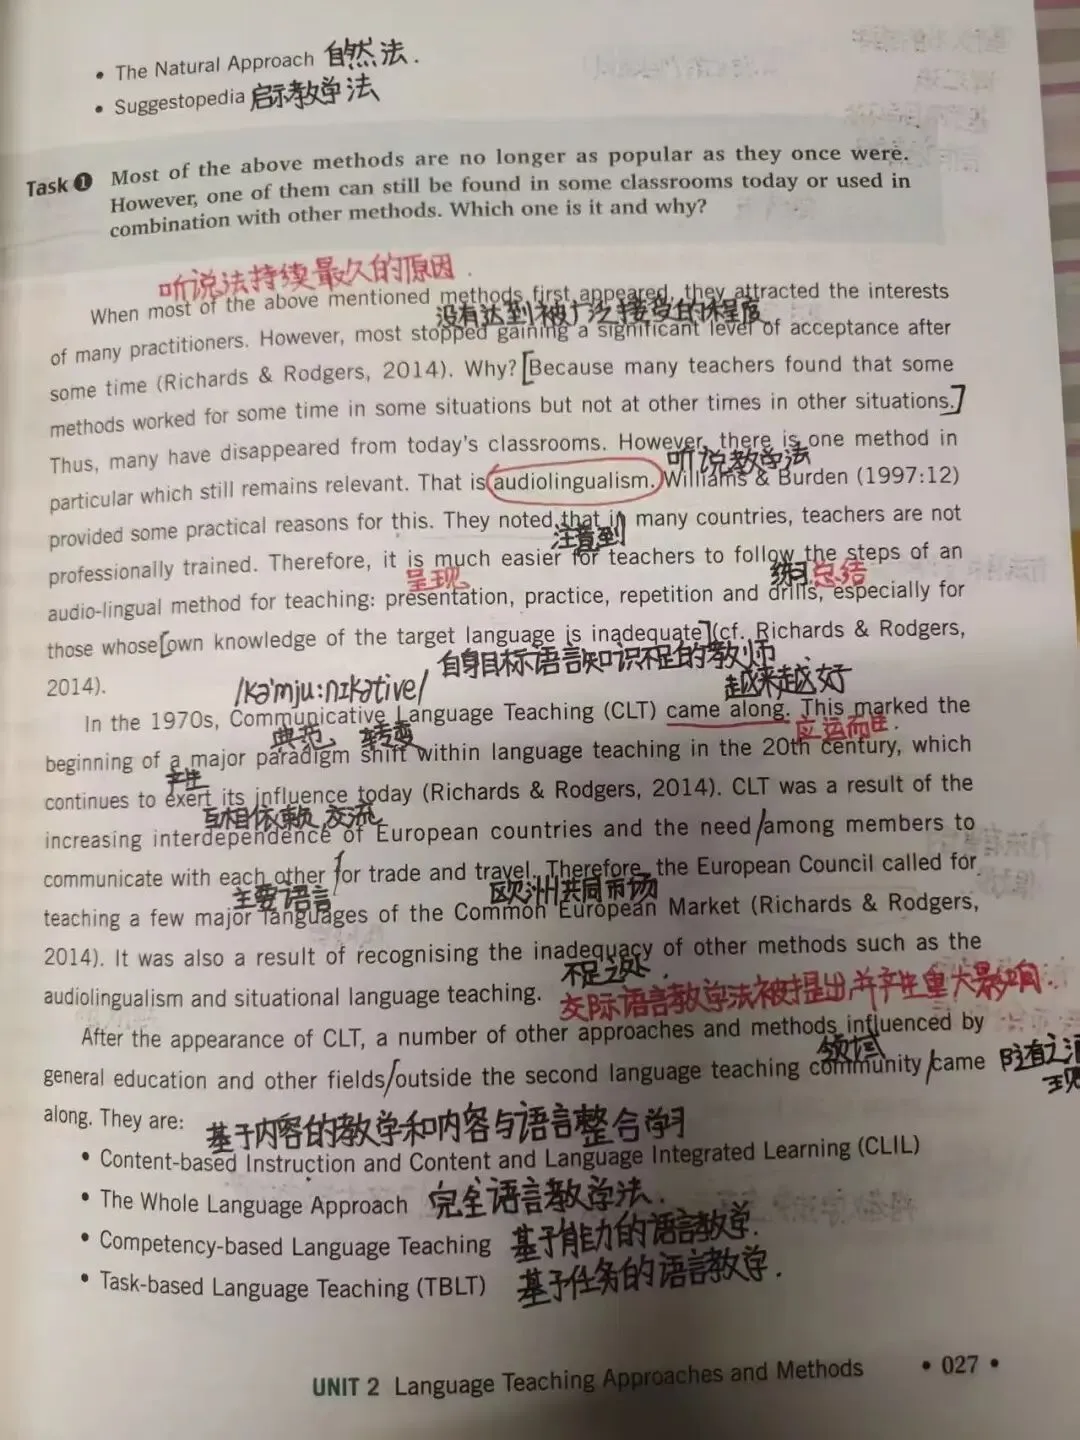 • The Natural Approach 自然法.
• Suggestopedia 启示教学法
Task ❶ Most of the above methods are no longer as popular as they once were.
However, one of them can still be found in some classrooms today or used in
combination with other methods. Which one is it and why?
听说法持续最久的原因.
When most of the above mentioned methods first appeared, they attracted the interests
没有达到被广泛接受的程度
of many practitioners. However, most stopped gaining a significant level of acceptance after
some time (Richards & Rodgers, 2014). Why? [Because many teachers found that some
methods worked for some time in some situations but not at other times in other situations.]
Thus, many have disappeared from today's classrooms. However, there is one method in
听说教学法
particular which still remains relevant. That is audiolingualism. Williams & Burden (1997:12)
provided some practical reasons for this. They noted that in many countries, teachers are not
注意到
professionally trained. Therefore, it is much easier for teachers to follow the steps of an
呈现 练习 总结
audio-lingual method for teaching: presentation, practice, repetition and drills, especially for
those whose [own knowledge of the target language is inadequate] (cf. Richards & Rodgers,
自身目标语言知识不足的教师
2014).
/kə'mju:nɪkətive/ 越来越好
In the 1970s, Communicative Language Teaching (CLT) came along. This marked the
典范 转变 应运而生.
beginning of a major paradigm shift within language teaching in the 20th century, which
产生
continues to exert its influence today (Richards & Rodgers, 2014). CLT was a result of the
互相依赖 交流
increasing interdependence of European countries and the need / among members to
communicate with each other / for trade and travel. Therefore, the European Council called for
主要语言 欧洲共同市场
teaching a few major languages of the Common European Market (Richards & Rodgers,
2014). It was also a result of recognising the inadequacy of other methods such as the
不足之处.
audiolingualism and situational language teaching.
交际语言教学法被提出并产生重大影响.
After the appearance of CLT, a number of other approaches and methods influenced by
领域
general education and other fields / outside the second language teaching community / came
along. They are:
基于内容的教学和内容与语言整合学习
• Content-based Instruction and Content and Language Integrated Learning (CLIL)
• The Whole Language Approach 完全语言教学法.
• Competency-based Language Teaching 基于能力的语言教学.
• Task-based Language Teaching (TBLT) 基于任务的语言教学.
UNIT 2 Language Teaching Approaches and Methods • 027 •